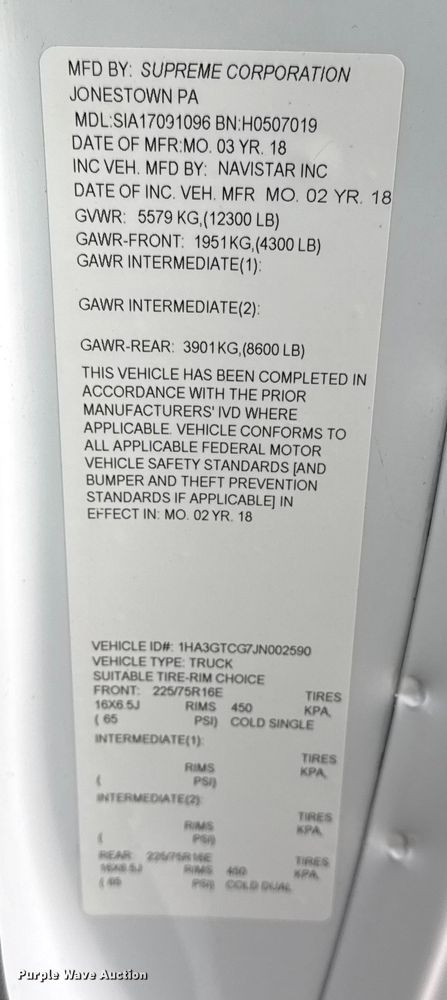 MFD BY: SUPREME CORPORATION
JONESTOWN PA
MDL:SIA17091096 BN:H0507019
DATE OF MFR:MO. 03 YR. 18
INC VEH. MFD BY: NAVISTAR INC
DATE OF INC. VEH. MFR MO. 02 YR. 18
GVWR: 5579 KG,(12300 LB)
GAWR-FRONT: 1951KG,(4300 LB)
GAWR INTERMEDIATE(1):
GAWR INTERMEDIATE(2):
GAWR-REAR: 3901KG,(8600 LB)
THIS VEHICLE HAS BEEN COMPLETED IN
ACCORDANCE WITH THE PRIOR
MANUFACTURERS' IVD WHERE
APPLICABLE. VEHICLE CONFORMS TO
ALL APPLICABLE FEDERAL MOTOR
VEHICLE SAFETY STANDARDS [AND
BUMPER AND THEFT PREVENTION
STANDARDS IF APPLICABLE] IN
EFFECT IN: MO. 02 YR. 18
VEHICLE ID#: 1HA3GTCG7JN002590
VEHICLE TYPE: TRUCK
SUITABLE TIRE-RIM CHOICE
FRONT: 225/75R16E TIRES
16X6.5J RIMS 450 KPA,
( 65 PSI) COLD SINGLE
INTERMEDIATE(1): TIRES
RIMS KPA,
( PSI)
INTERMEDIATE(2): TIRES
RIMS KPA,
( PSI)
REAR: 225/75R16E TIRES
16X6.5J RIMS 450 KPA,
( 65 PSI) COLD DUAL
Purple Wave Auction